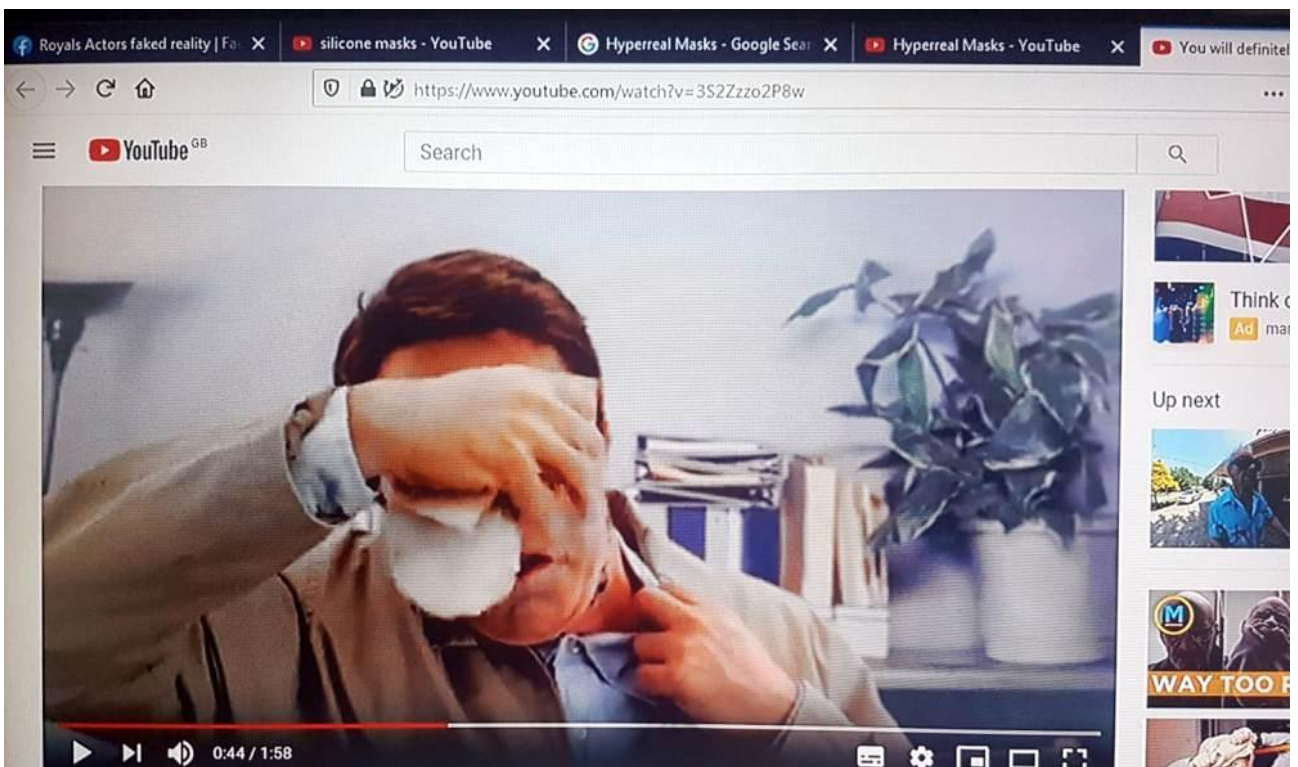 Royals Actors faked reality | Fa
silicone masks - YouTube
Hyperreal Masks - Google Sear
Hyperreal Masks - YouTube
You will definitel
https://www.youtube.com/watch?v=3S2Zzzo2P8w
YouTube GB
Search
Think
Ad mar
Up next
M
WAY TOO
0:44 / 1:58